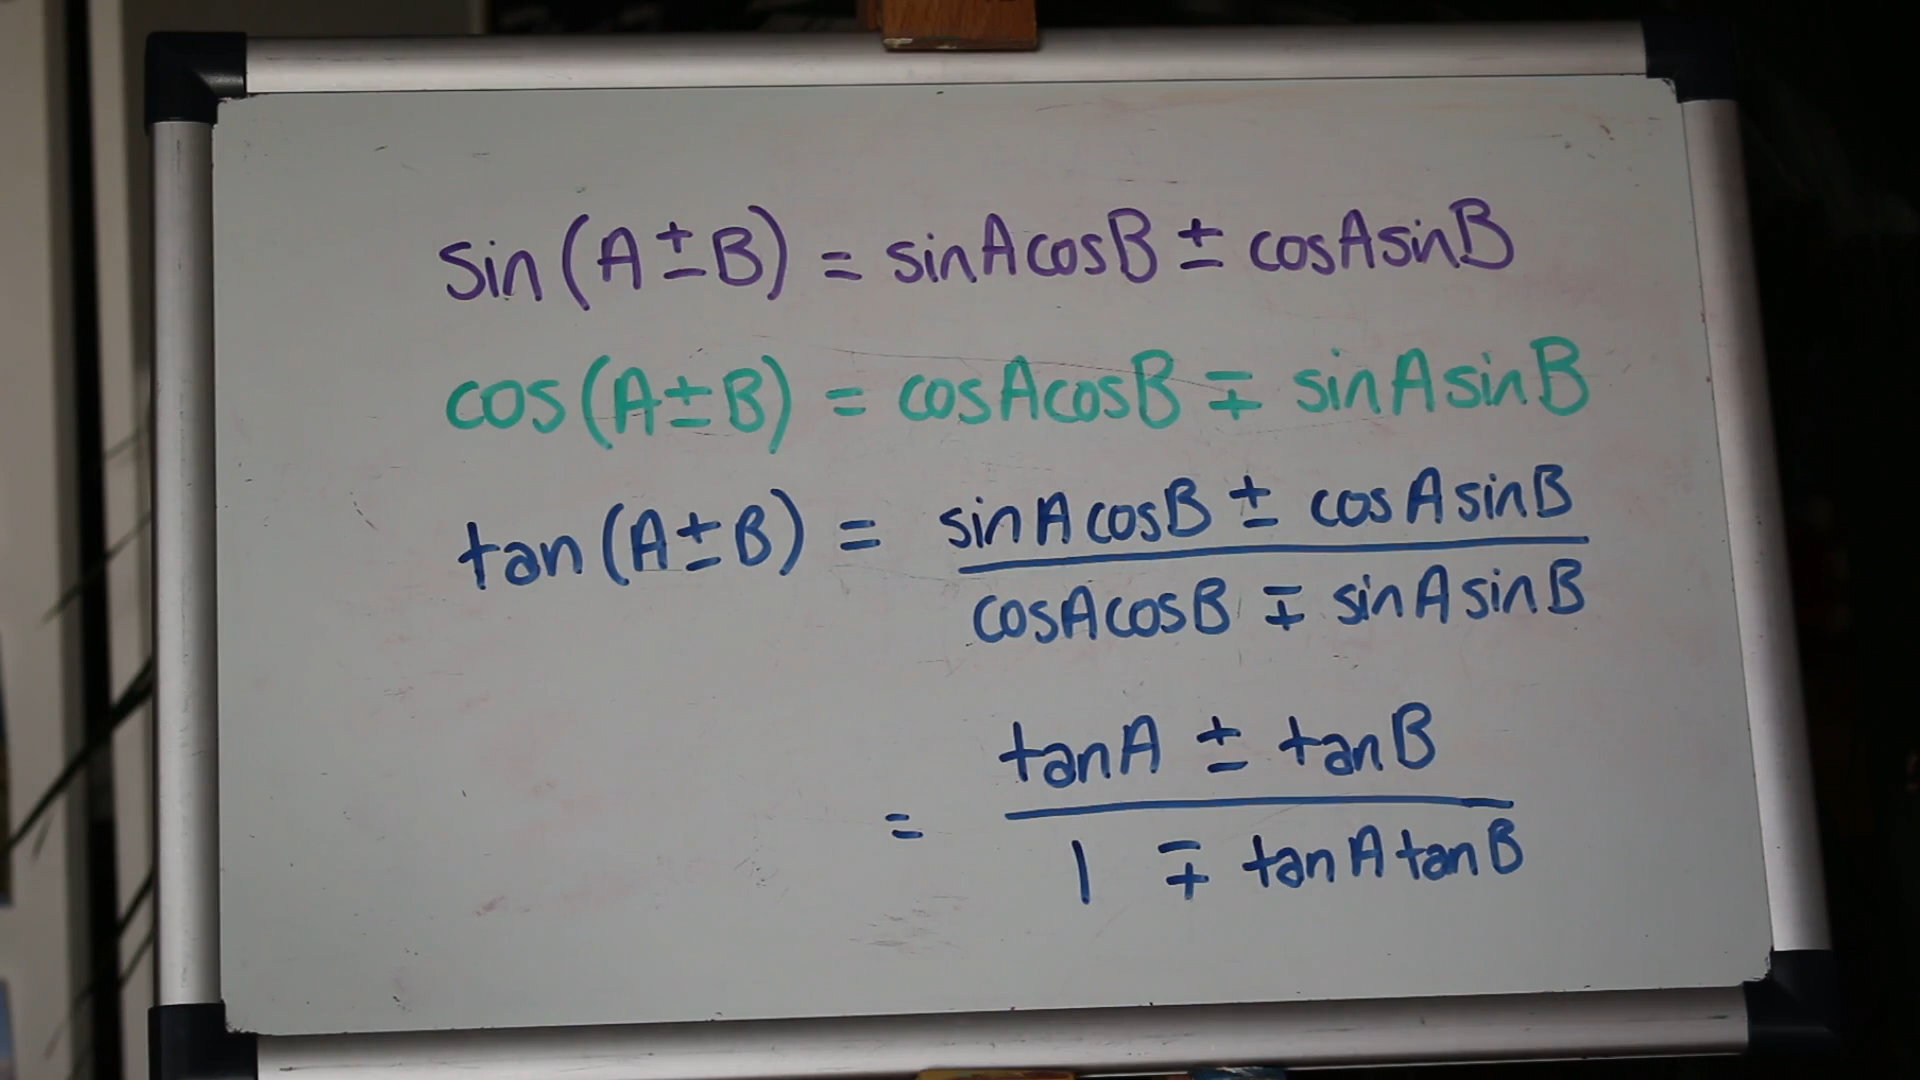 sin(A±B) = sinAcosB ± cosAsinB
cos(A±B) = cosAcosB ∓ sinAsinB
tan(A±B) = sinAcosB ± cosAsinB
cosAcosB ∓ sinAsinB
= tanA ± tanB
1 ∓ tanAtanB